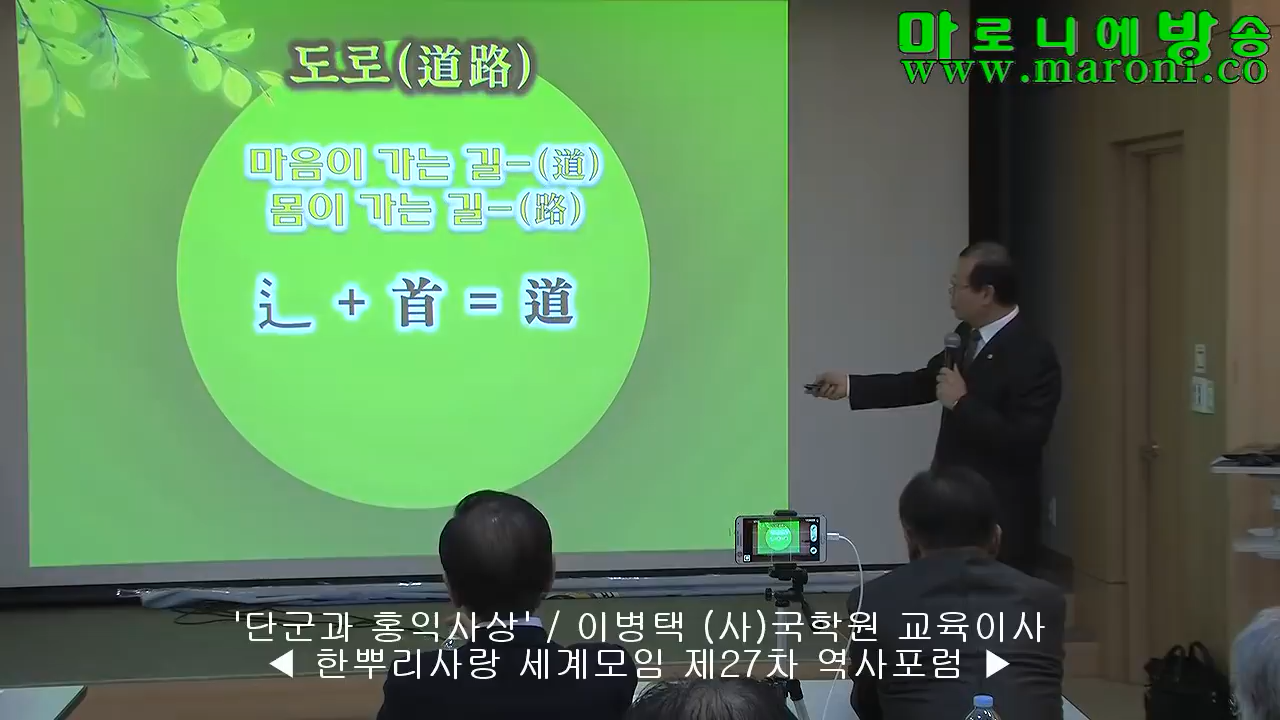 마로니에방송
www.maroni.co
도로(道路)
마음이 가는 길-(道)
몸이 가는 길-(路)
辶 + 首 = 道
'단군과 홍익사상' / 이병택 (사)국학원 교육이사
◀ 한뿌리사랑 세계모임 제27차 역사포럼 ▶